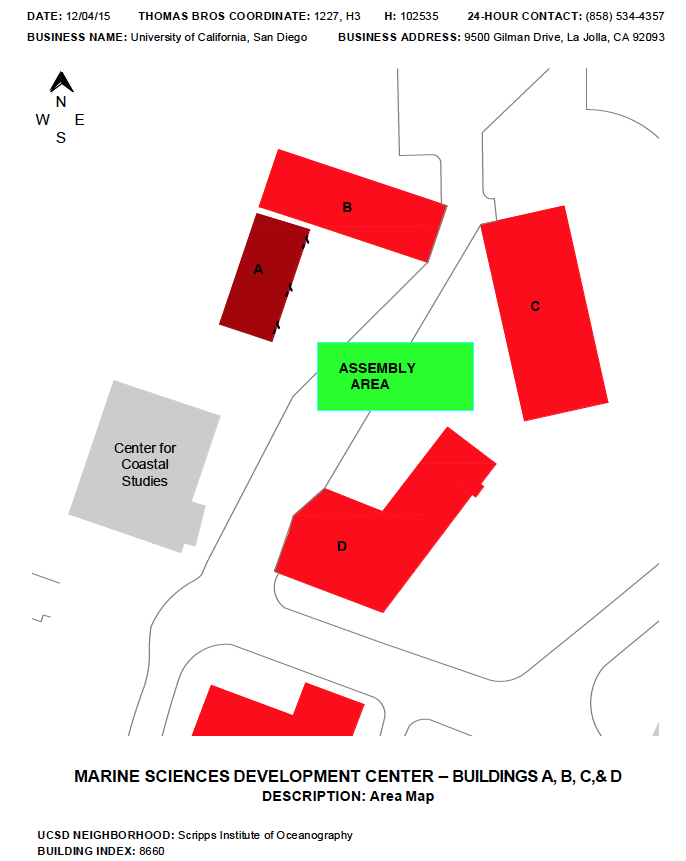 DATE: 12/04/15 THOMAS BROS COORDINATE: 1227, H3 H: 102535 24-HOUR CONTACT: (858) 534-4357
BUSINESS NAME: University of California, San Diego BUSINESS ADDRESS: 9500 Gilman Drive, La Jolla, CA 92093
N
W E
S
B
A
C
ASSEMBLY
AREA
Center for
Coastal
Studies
D
MARINE SCIENCES DEVELOPMENT CENTER – BUILDINGS A, B, C,& D
DESCRIPTION: Area Map
UCSD NEIGHBORHOOD: Scripps Institute of Oceanography
BUILDING INDEX: 8660